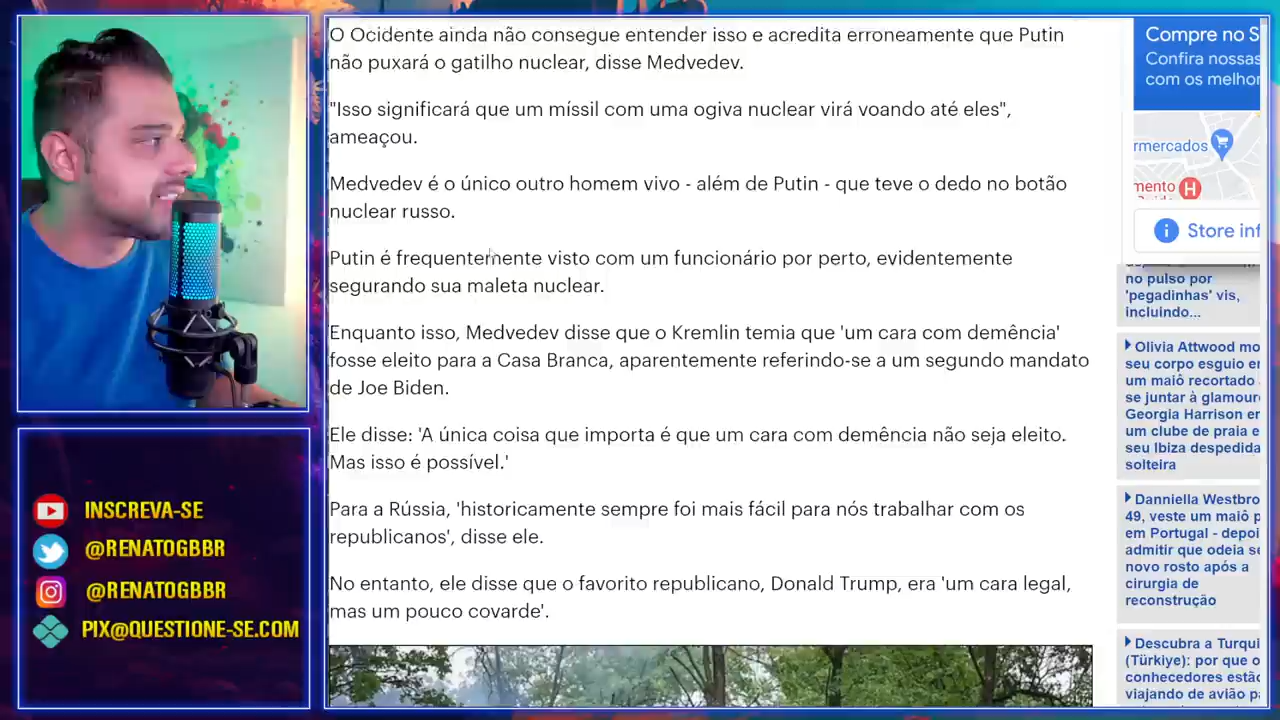 O Ocidente ainda não consegue entender isso e acredita erroneamente que Putin
não puxará o gatilho nuclear, disse Medvedev.
"Isso significará que um míssil com uma ogiva nuclear virá voando até eles",
ameaçou.
Medvedev é o único outro homem vivo - além de Putin - que teve o dedo no botão
nuclear russo.
Putin é frequentemente visto com um funcionário por perto, evidentemente
segurando sua maleta nuclear.
Enquanto isso, Medvedev disse que o Kremlin temia que 'um cara com demência'
fosse eleito para a Casa Branca, aparentemente referindo-se a um segundo mandato
de Joe Biden.
Ele disse: 'A única coisa que importa é que um cara com demência não seja eleito.
Mas isso é possível.'
Para a Rússia, 'historicamente sempre foi mais fácil para nós trabalhar com os
republicanos', disse ele.
No entanto, ele disse que o favorito republicano, Donald Trump, era 'um cara legal,
mas um pouco covarde'.
Compre no S
Confira nossas
com os melhor
rmercados
mento
H
Store inf
no pulso por
'pegadinhas' vis,
incluindo...
Olivia Attwood mo
seu corpo esguio e
um maiô recortado
se juntar à glamour
Georgia Harrison e
um clube de praia e
seu Ibiza despedida
solteira
Danniella Westbro
49, veste um maiô p
em Portugal - depoi
admitir que odeia s
novo rosto após a
cirurgia de
reconstrução
Descubra a Turqui
(Türkiye): por que o
conhecedores estão
viajando de avião pa
INSCREVA-SE
@RENATOGBBR
@RENATOGBBR
PIX@QUESTIONE-SE.COM